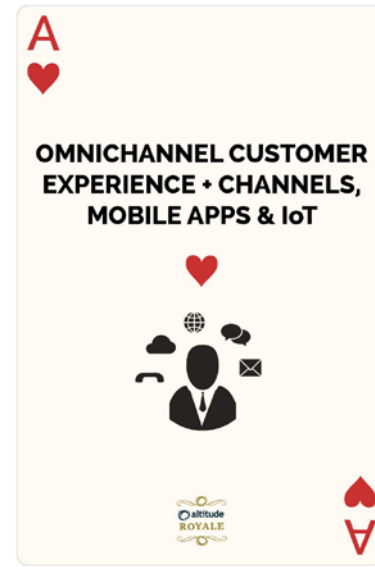 A
OMNICHANNEL CUSTOMER
EXPERIENCE + CHANNELS,
MOBILE APPS & IoT
altitude
ROYALE
A